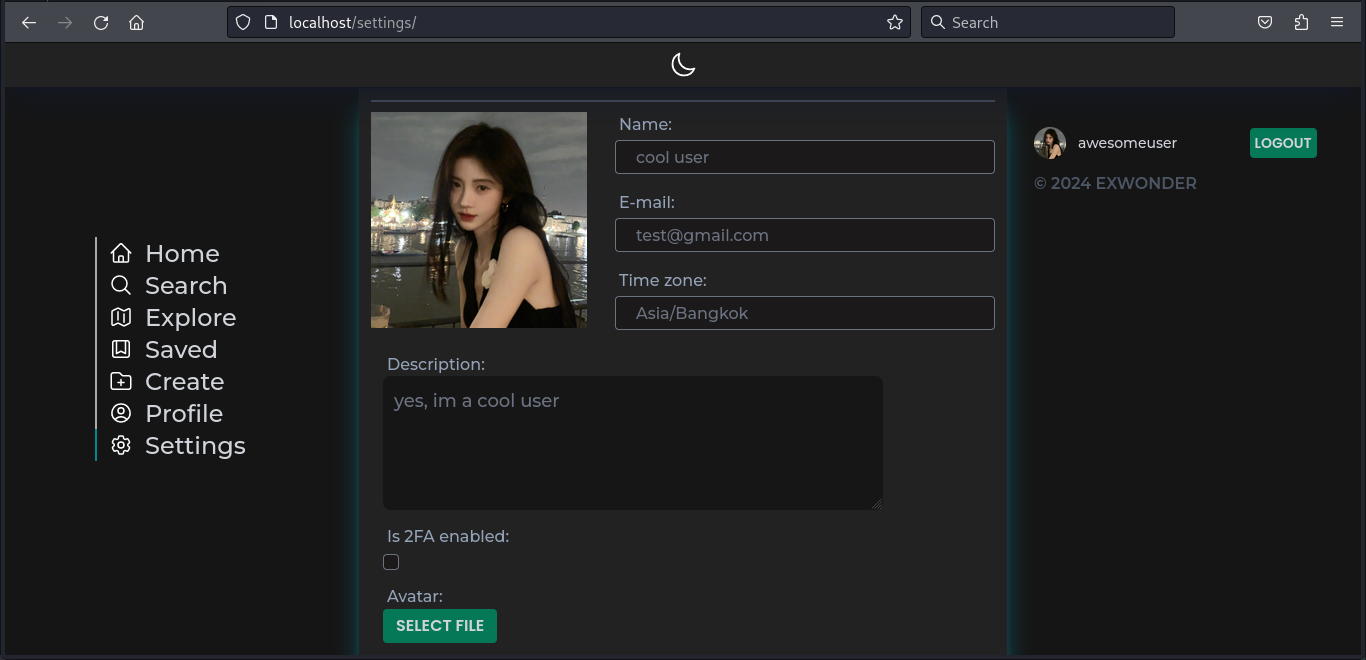 localhost/settings/
Search
Home
Search
Explore
Saved
Create
Profile
Settings
Name:
cool user
E-mail:
test@gmail.com
Time zone:
Asia/Bangkok
Description:
yes, im a cool user
Is 2FA enabled:
Avatar:
SELECT FILE
awesomeuser
LOGOUT
© 2024 EXWONDER